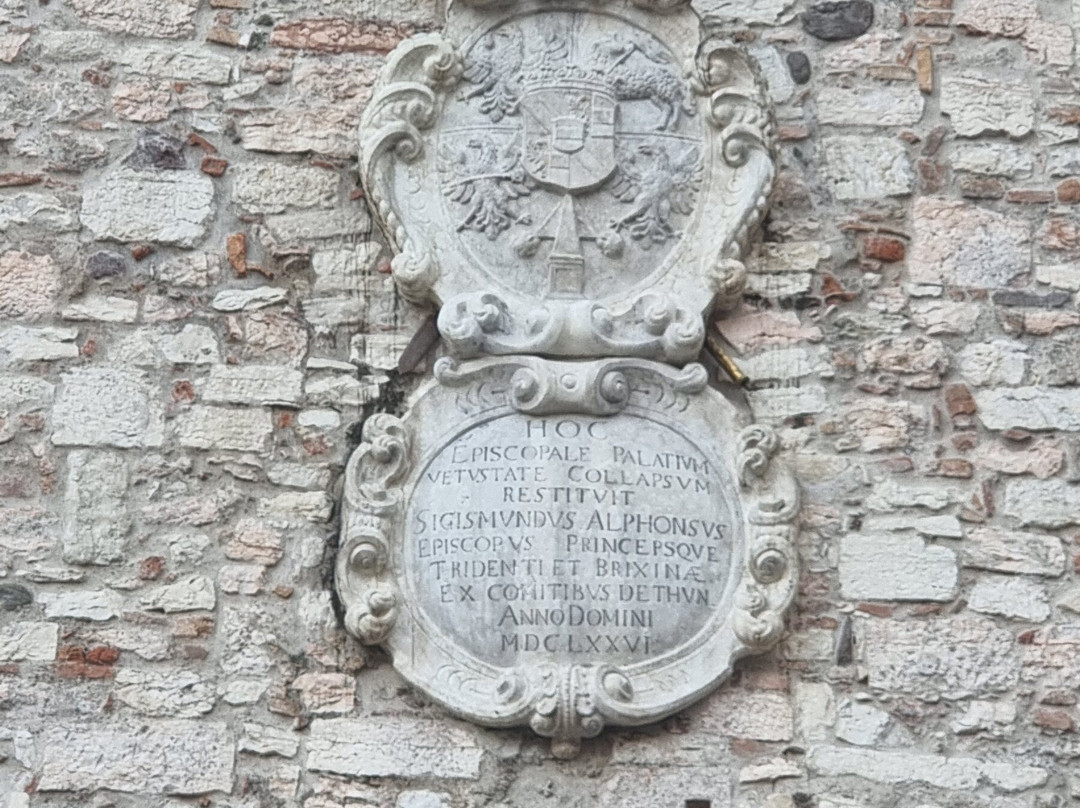 HOC
EPISCOPALE PALATIVM
VETVSTATE COLLAPSVM
RESTITVIT
SIGISMVNDVS ALPHONSVS
EPISCOPVS PRINCEPSQVE
TRIDENTI ET BRIXINÆ
EX COMITIBVS DE THVN
ANNO DOMINI
MDCLXXVI